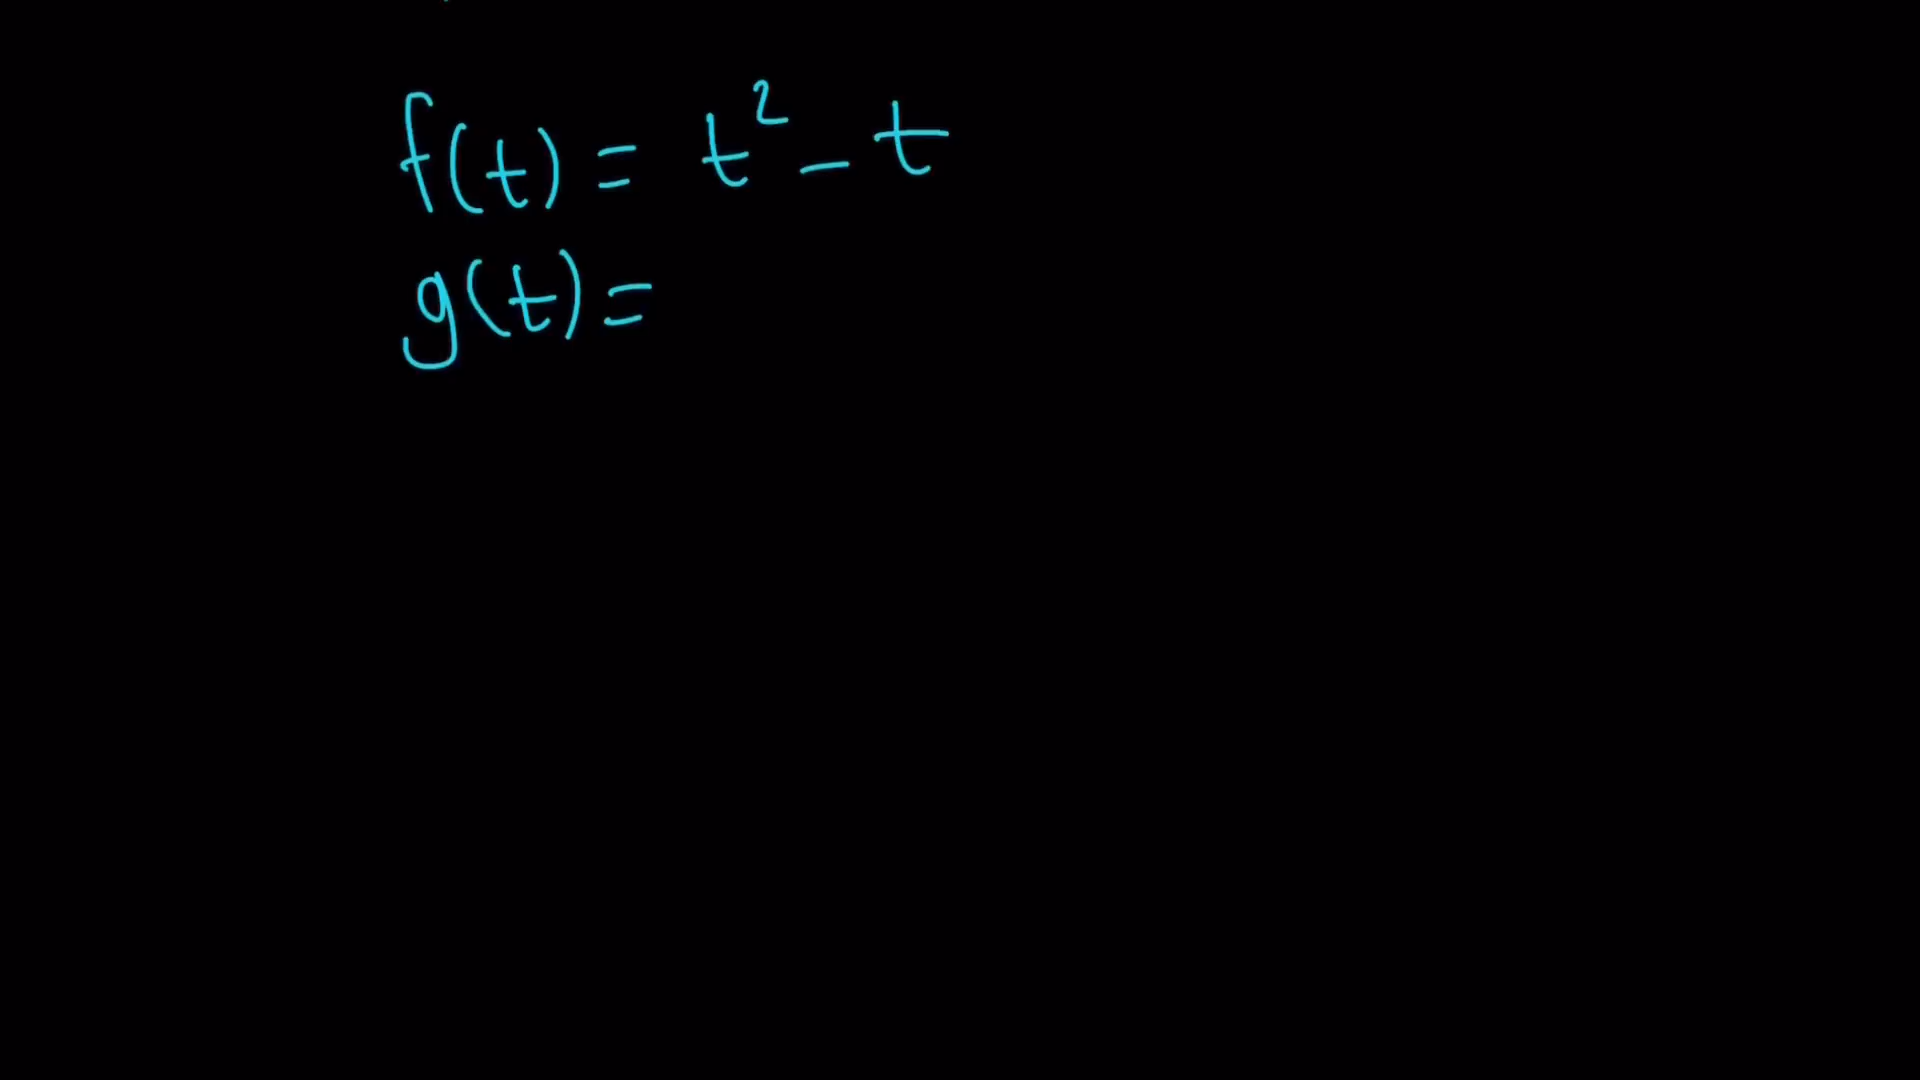 f(t) = t² - t
g(t) =